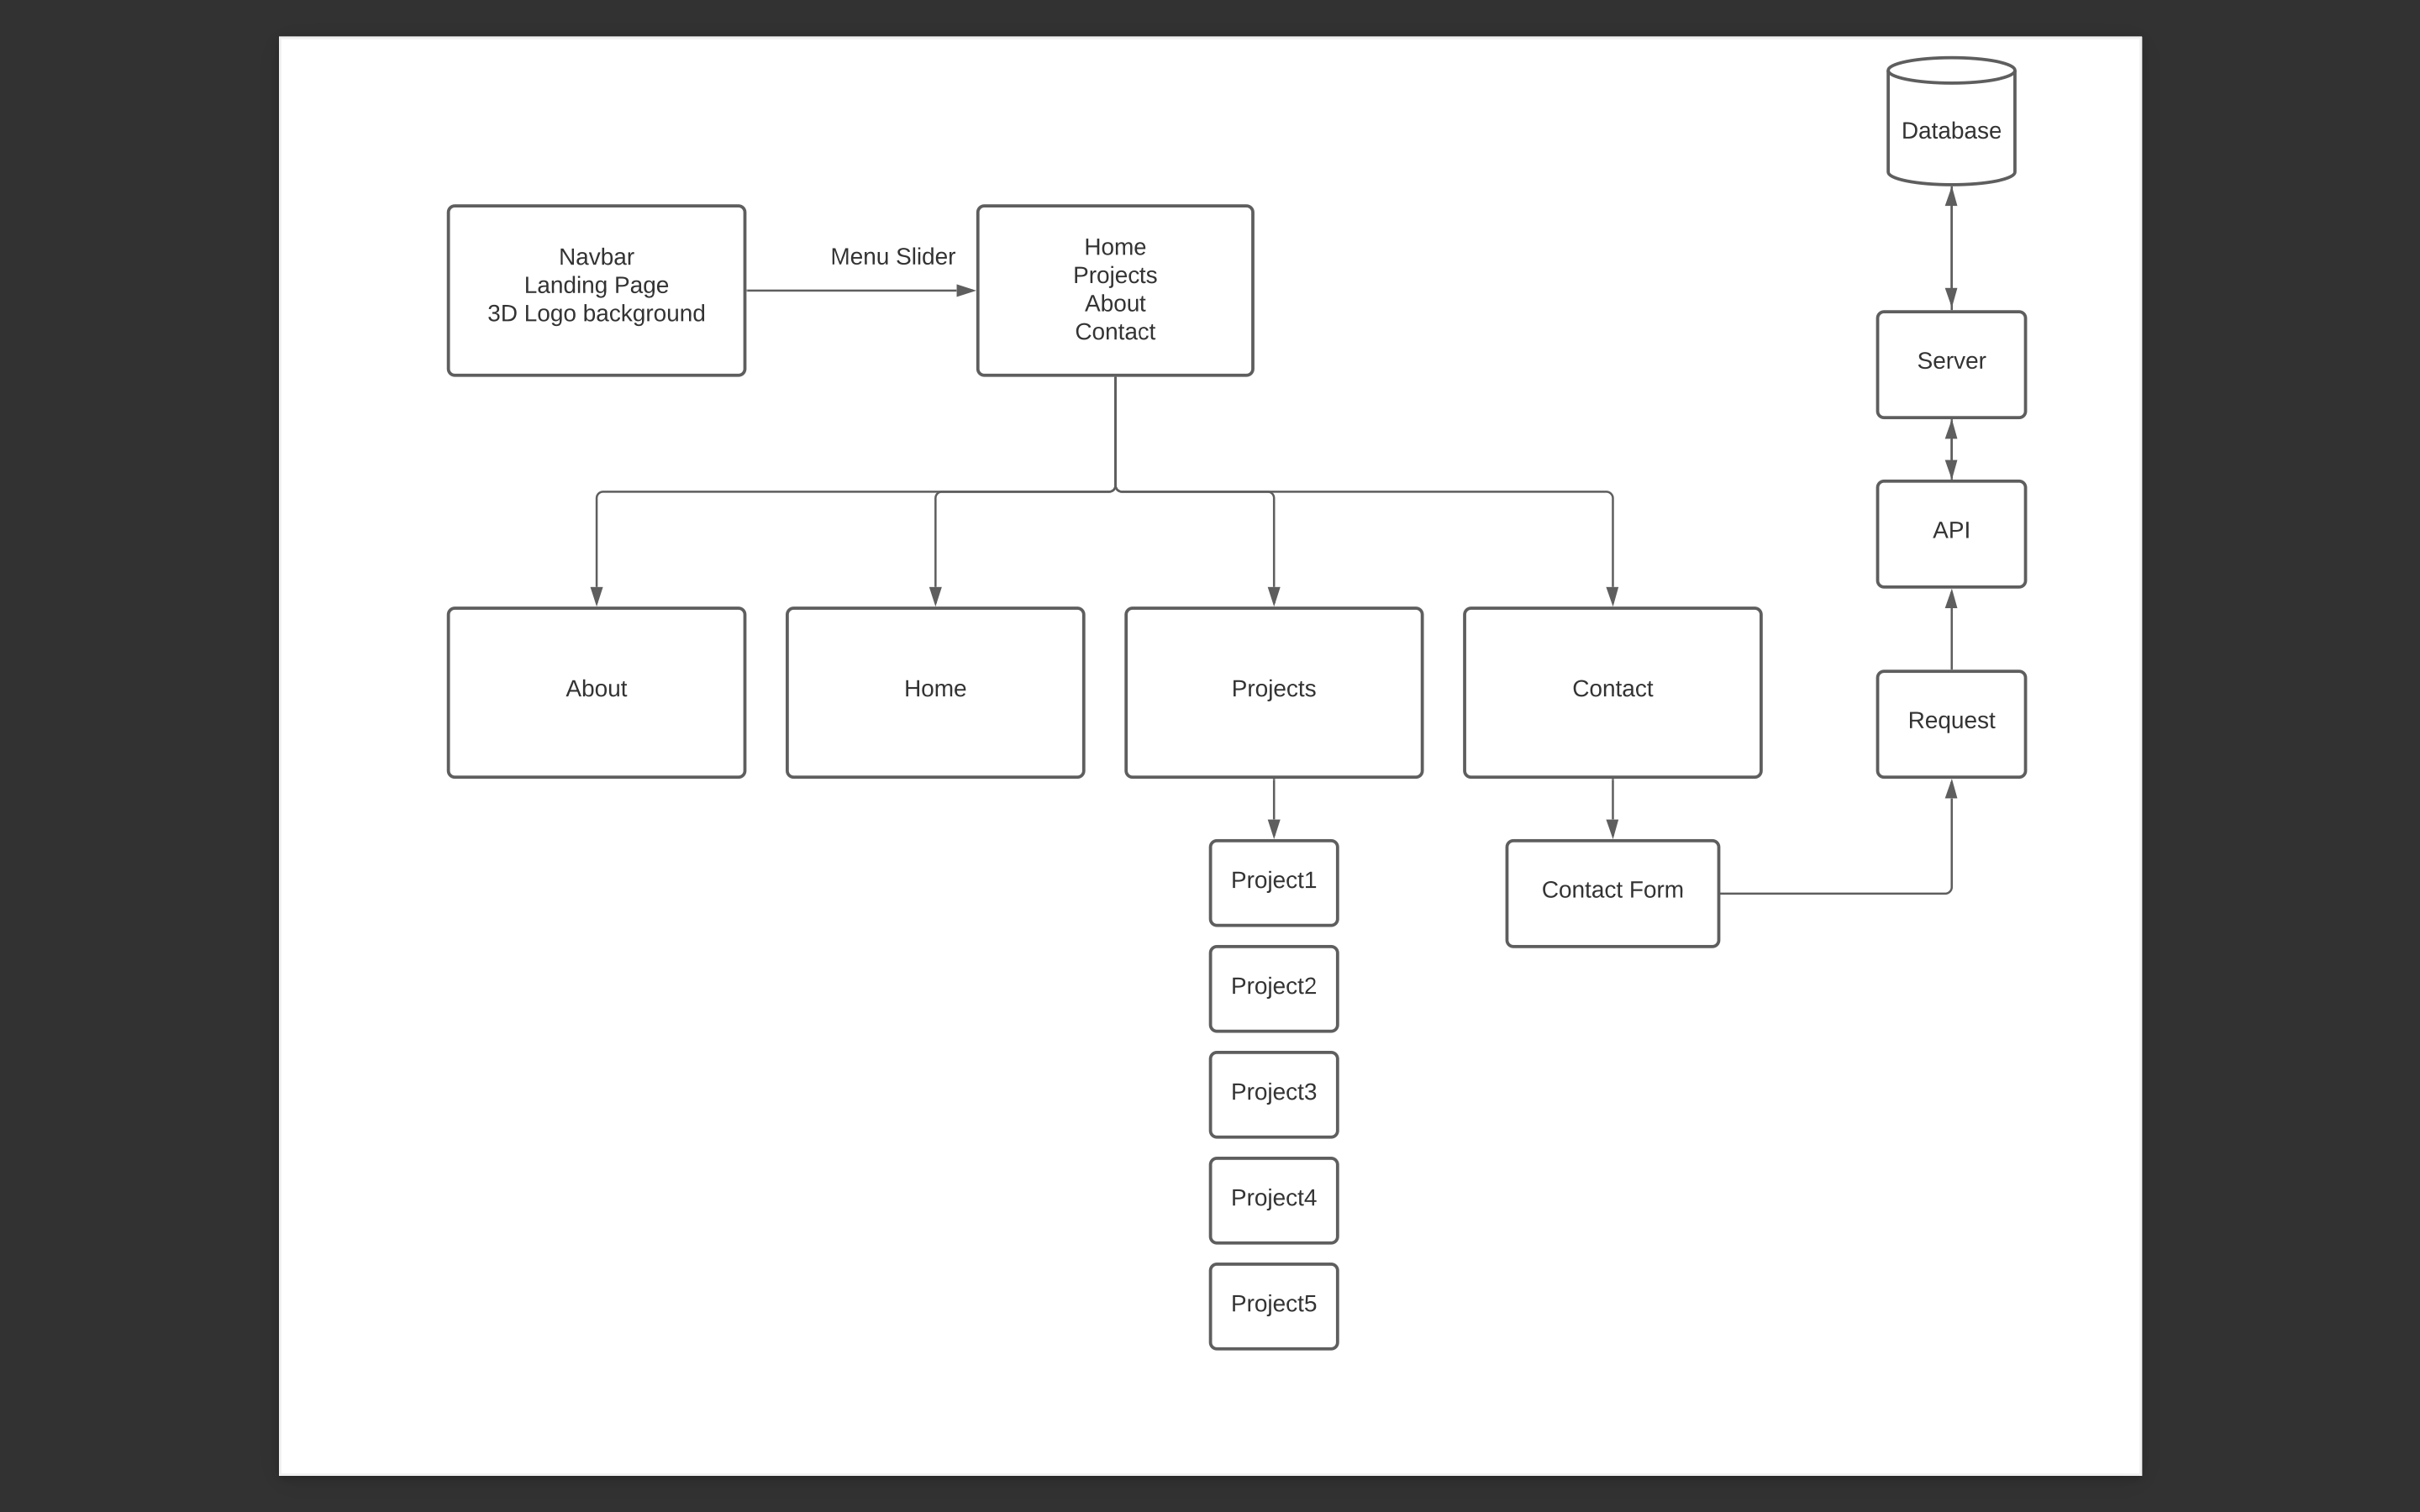 Database
Navbar
Landing Page
3D Logo background
Menu Slider
Home
Projects
About
Contact
Server
API
About
Home
Projects
Contact
Request
Project1
Contact Form
Project2
Project3
Project4
Project5